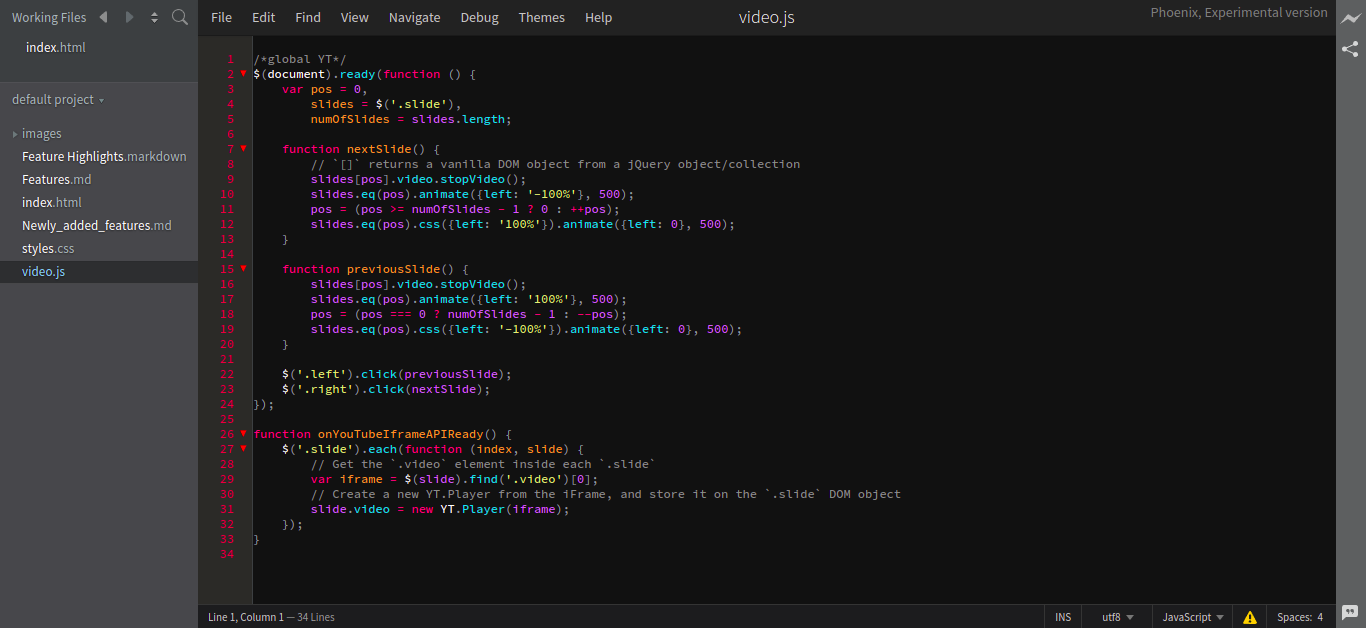 Working Files
index.html
default project
images
Feature Highlights.markdown
Features.md
index.html
Newly_added_features.md
styles.css
video.js
File Edit Find View Navigate Debug Themes Help
video.js
Phoenix, Experimental version
1 /*global YT*/
2 $(document).ready(function () {
3     var pos = 0,
4         slides = $('.slide'),
5         numOfSlides = slides.length;
6
7     function nextSlide() {
8         // `[]` returns a vanilla DOM object from a jQuery object/collection
9         slides[pos].video.stopVideo();
10         slides.eq(pos).animate({left: '-100%'}, 500);
11         pos = (pos >= numOfSlides - 1 ? 0 : ++pos);
12         slides.eq(pos).css({left: '100%'}).animate({left: 0}, 500);
13     }
14
15     function previousSlide() {
16         slides[pos].video.stopVideo();
17         slides.eq(pos).animate({left: '100%'}, 500);
18         pos = (pos === 0 ? numOfSlides - 1 : --pos);
19         slides.eq(pos).css({left: '-100%'}).animate({left: 0}, 500);
20     }
21
22     $('.left').click(previousSlide);
23     $('.right').click(nextSlide);
24 });
25
26 function onYouTubeIframeAPIReady() {
27     $('.slide').each(function (index, slide) {
28         // Get the `.video` element inside each `.slide`
29         var iframe = $(slide).find('.video')[0];
30         // Create a new YT.Player from the iFrame, and store it on the `.slide` DOM object
31         slide.video = new YT.Player(iframe);
32     });
33 }
34
Line 1, Column 1 — 34 Lines
INS utf8 JavaScript Spaces: 4